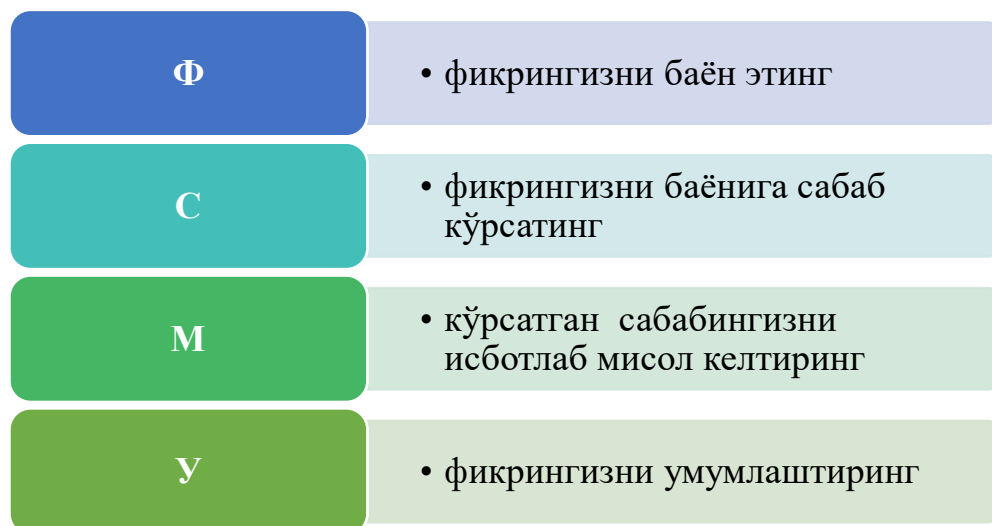 Ф
• фикрингизни баён этинг
С
• фикрингизни баёнига сабаб
кўрсатинг
М
• кўрсатган сабабингизни
исботлаб мисол келтиринг
У
• фикрингизни умумлаштиринг